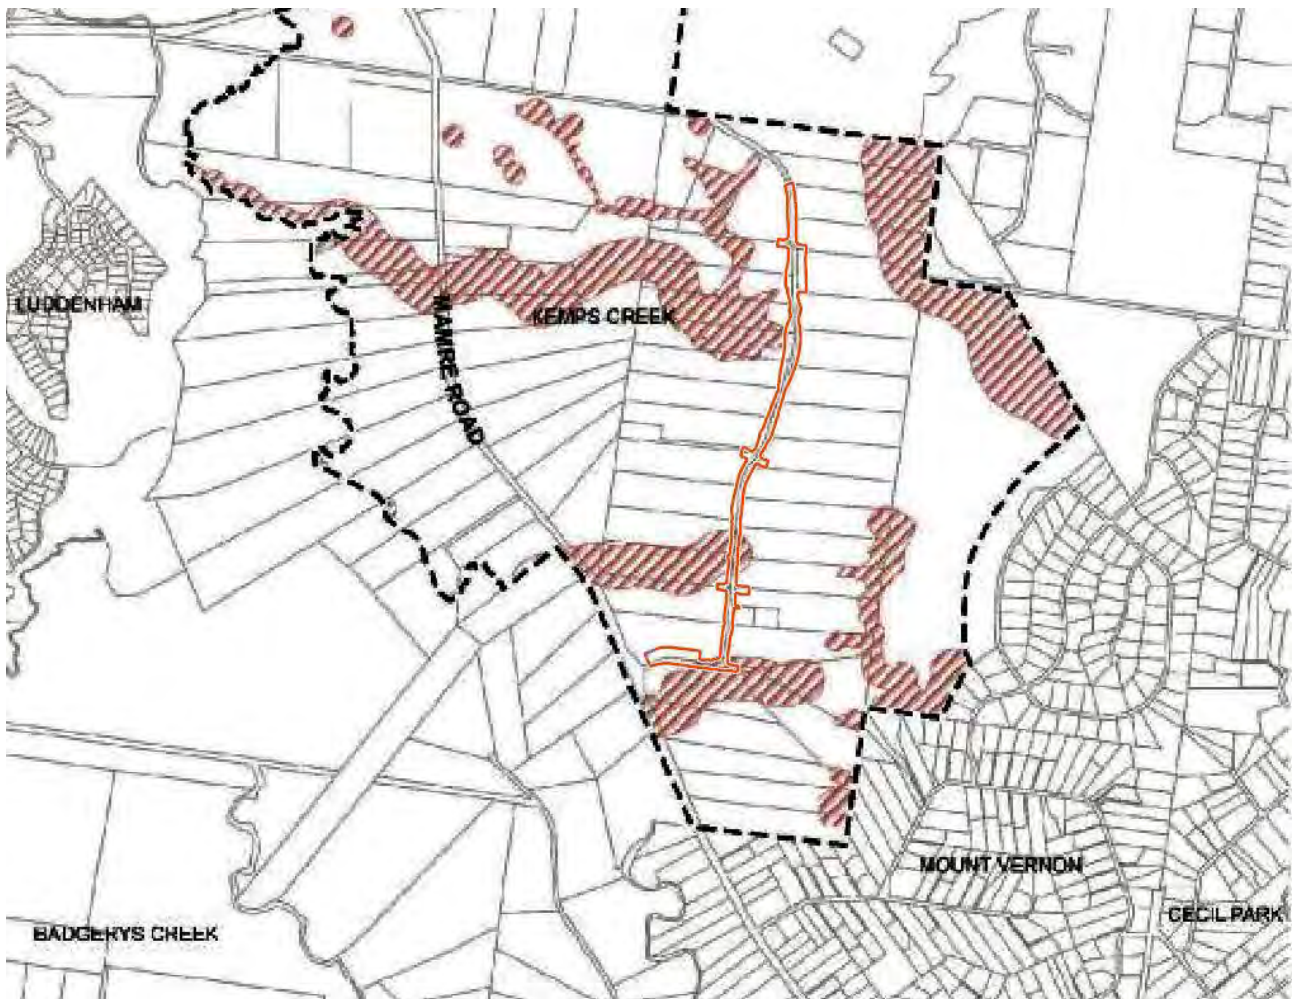 LUDDENHAM
KEMPS CREEK
MAMRE ROAD
MOUNT VERNON
CECIL PARK
BADGERYS CREEK